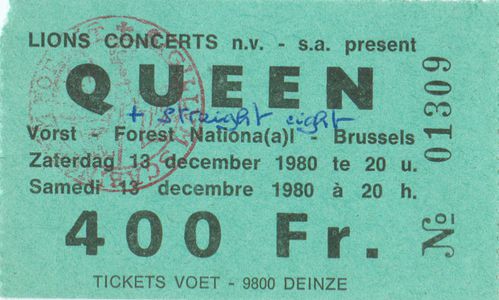 LIONS CONCERTS n.v. - s.a. present
QUEEN
+ straight eight
Vorst - Forest Nationa(a)l - Brussels
Zaterdag 13 december 1980 te 20 u.
Samedi 13 decembre 1980 à 20 h.
400 Fr.
TICKETS VOET - 9800 DEINZE
№ 01309